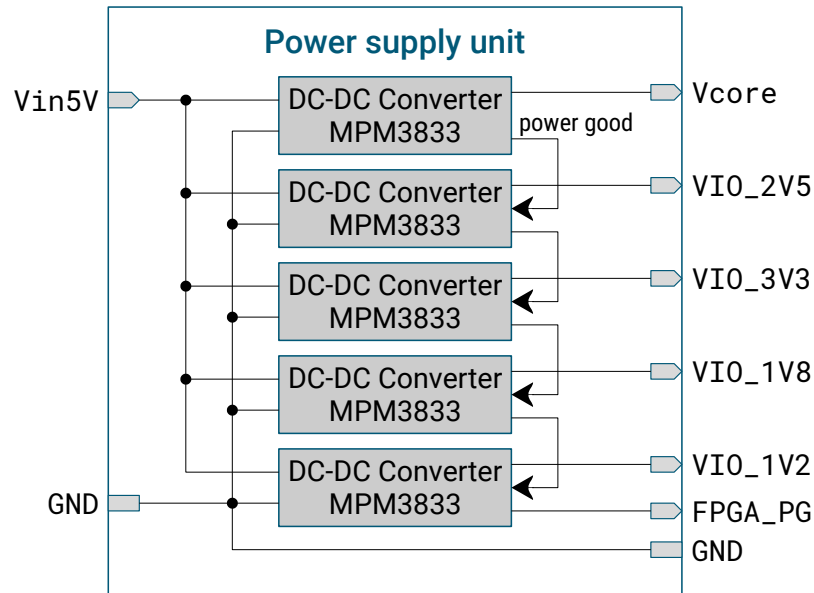 Power supply unit
Vin5V
DC-DC Converter
MPM3833
Vcore
power good
DC-DC Converter
MPM3833
VIO_2V5
DC-DC Converter
MPM3833
VIO_3V3
DC-DC Converter
MPM3833
VIO_1V8
DC-DC Converter
MPM3833
VIO_1V2
GND
FPGA_PG
GND